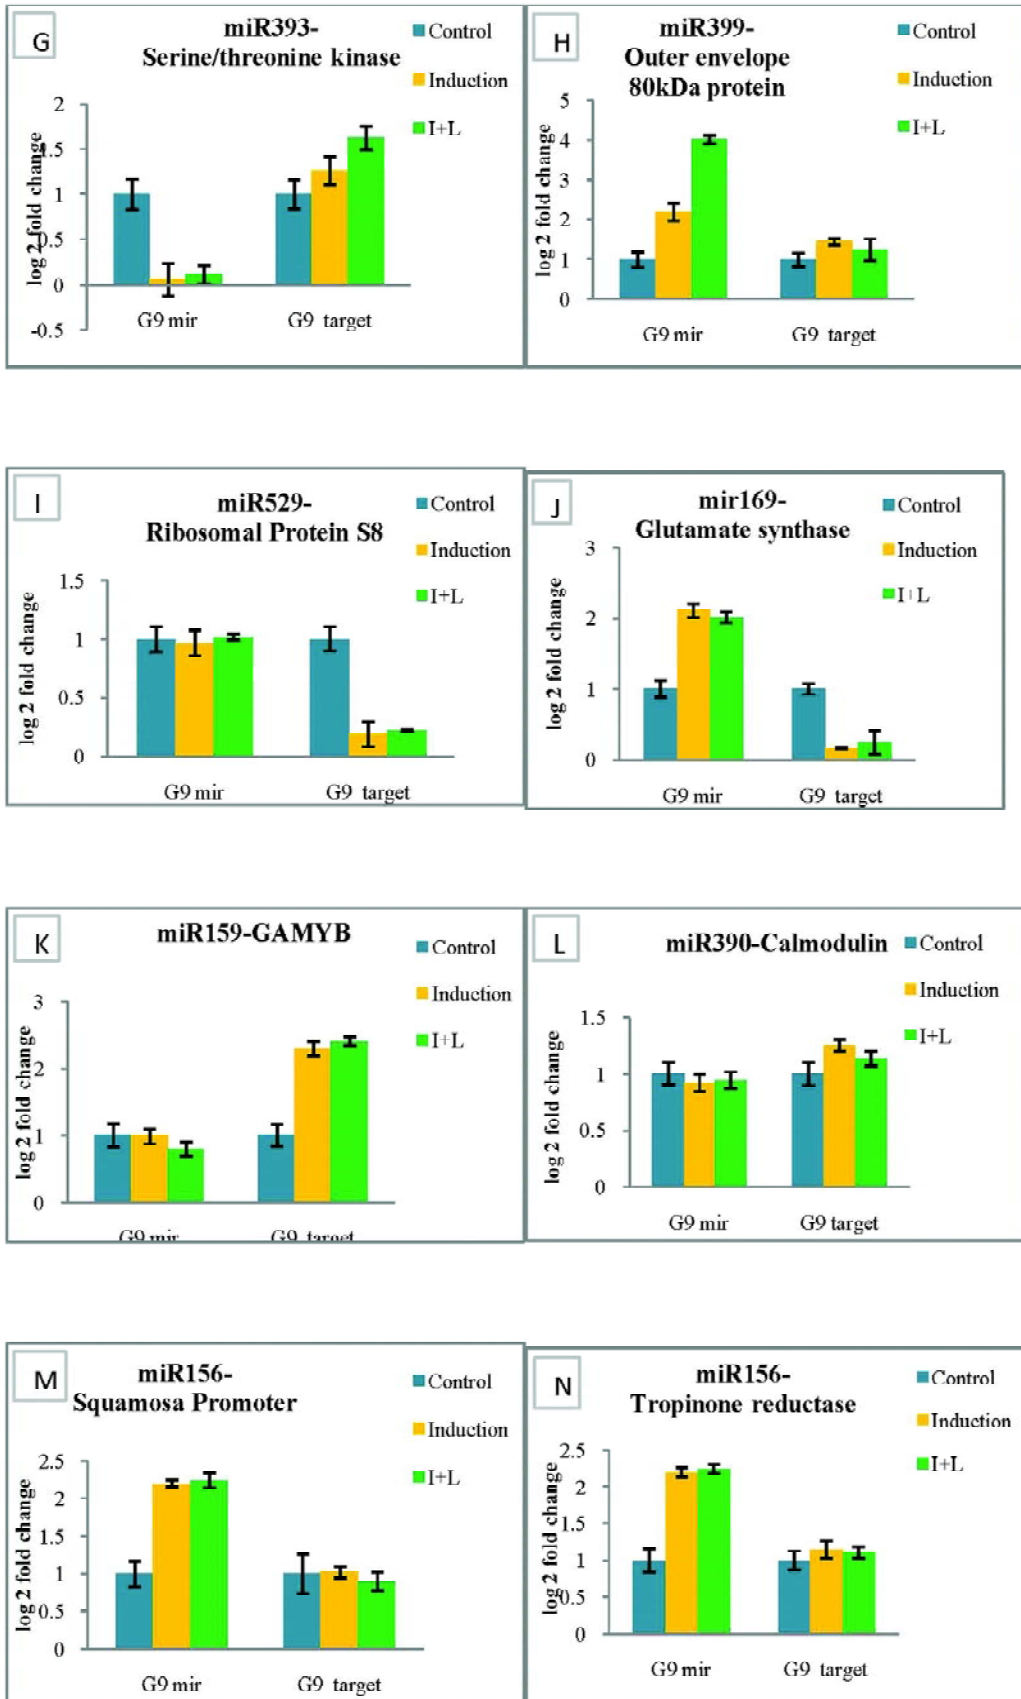 G
miR393-
Serine/threonine kinase
Control
Induction
I+L
log 2 fold change
2
1.5
1
0.5
0
-0.5
G9 mir
G9 target
H
miR399-
Outer envelope
80kDa protein
Control
Induction
I+L
log 2 fold change
5
4
3
2
1
0
G9 mir
G9 target
I
miR529-
Ribosomal Protein S8
Control
Induction
I+L
log 2 fold change
1.5
1
0.5
0
G9 mir
G9 target
J
mir169-
Glutamate synthase
Control
Induction
I+L
log 2 fold change
3
2
1
0
G9 mir
G9 target
K
miR159-GAMYB
Control
Induction
I+L
log 2 fold change
3
2
1
0
G9 mir
G9 target
L
miR390-Calmodulin
Control
Induction
I+L
log 2 fold change
1.5
1
0.5
0
G9 mir
G9 target
M
miR156-
Squamosa Promoter
Control
Induction
I+L
log 2 fold change
2.5
2
1.5
1
0.5
0
G9 mir
G9 target
N
miR156-
Tropinone reductase
Control
Induction
I+L
log 2 fold change
2.5
2
1.5
1
0.5
0
G9 mir
G9 target